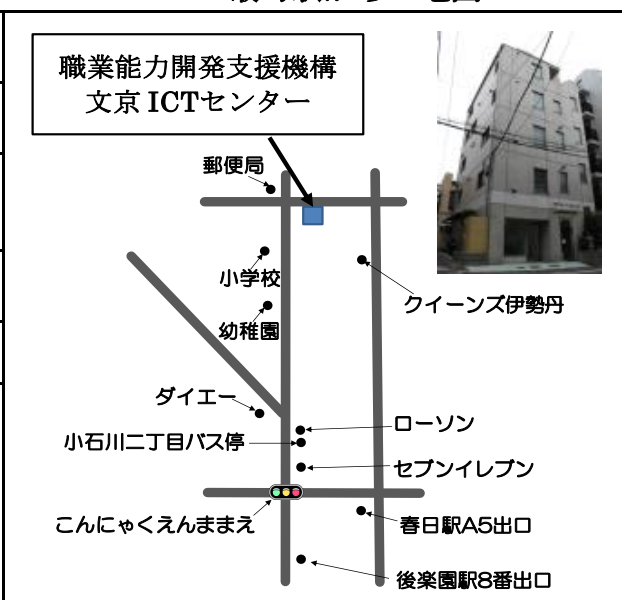 職業能力開発支援機構
文京 ICTセンター
郵便局
小学校
クイーンズ伊勢丹
幼稚園
ダイエー
ローソン
小石川二丁目バス停
セブンイレブン
こんにゃくえんままえ
春日駅A5出口
後楽園駅8番出口